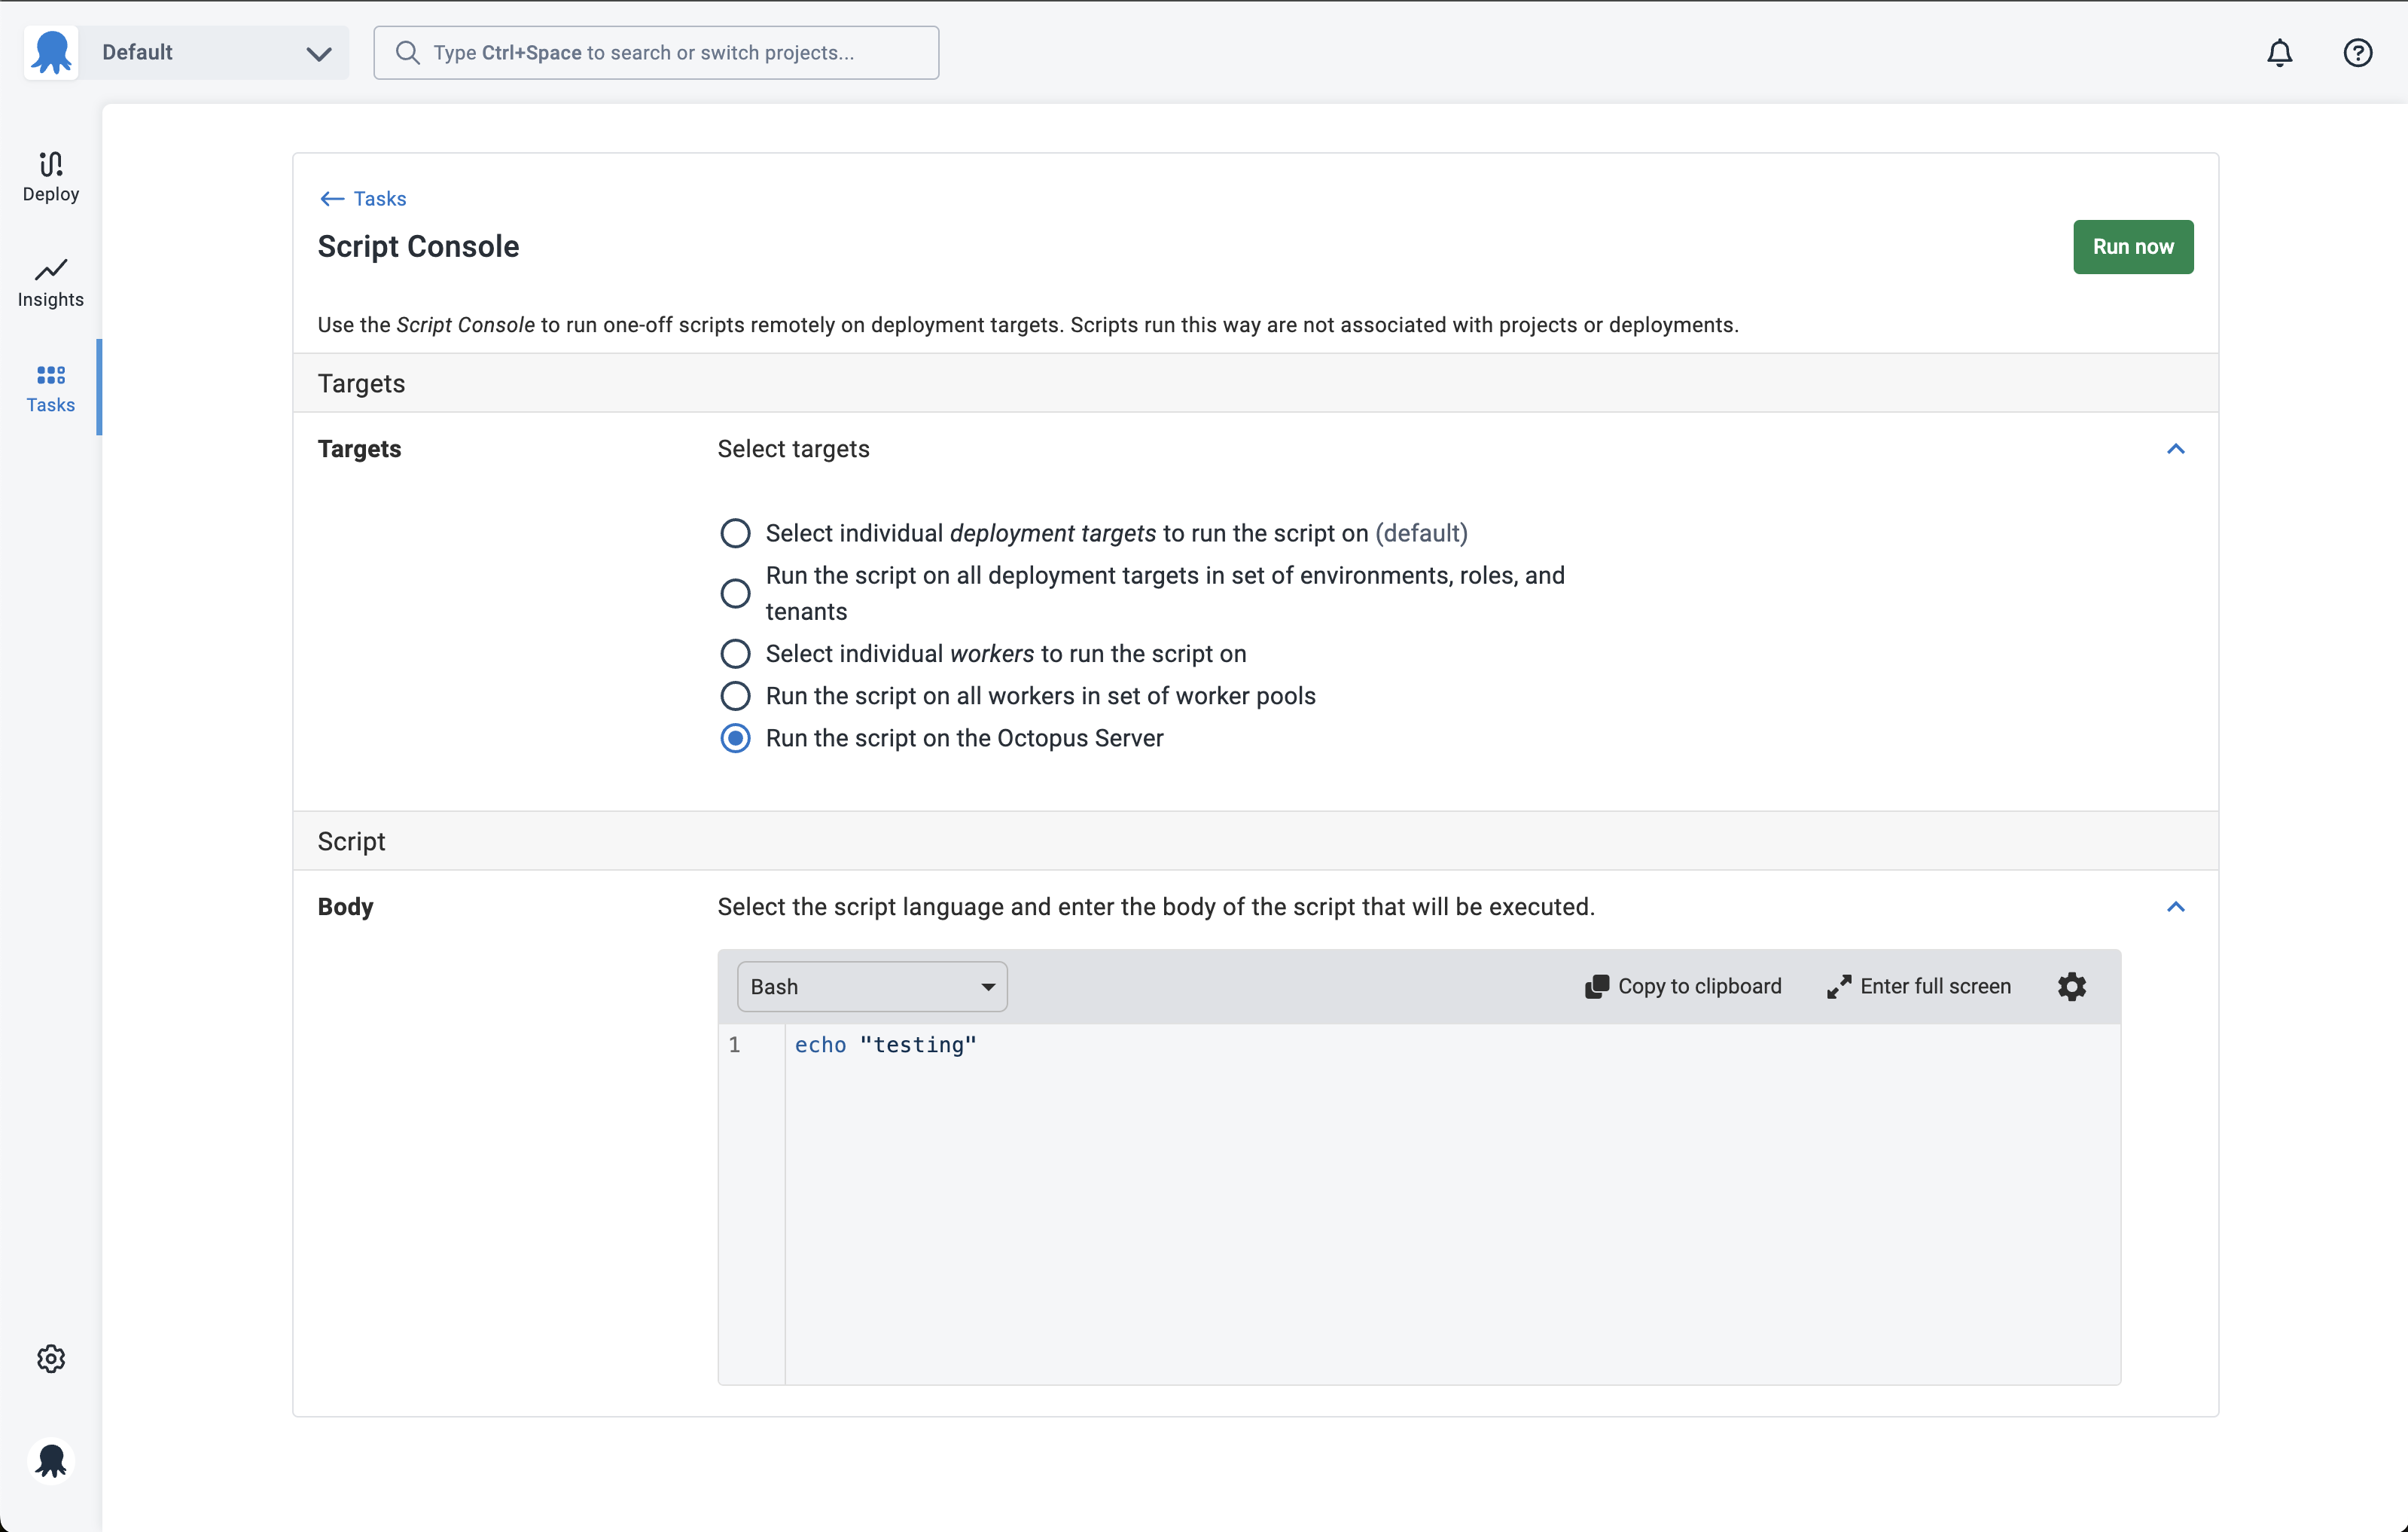 Default
Type Ctrl+Space to search or switch projects...
Deploy
Insights
Tasks
Tasks
Script Console
Run now
Use the Script Console to run one-off scripts remotely on deployment targets. Scripts run this way are not associated with projects or deployments.
Targets
Targets
Select targets
Select individual deployment targets to run the script on (default)
Run the script on all deployment targets in set of environments, roles, and
tenants
Select individual workers to run the script on
Run the script on all workers in set of worker pools
Run the script on the Octopus Server
Script
Body
Select the script language and enter the body of the script that will be executed.
Bash
Copy to clipboard
Enter full screen
1
echo "testing"